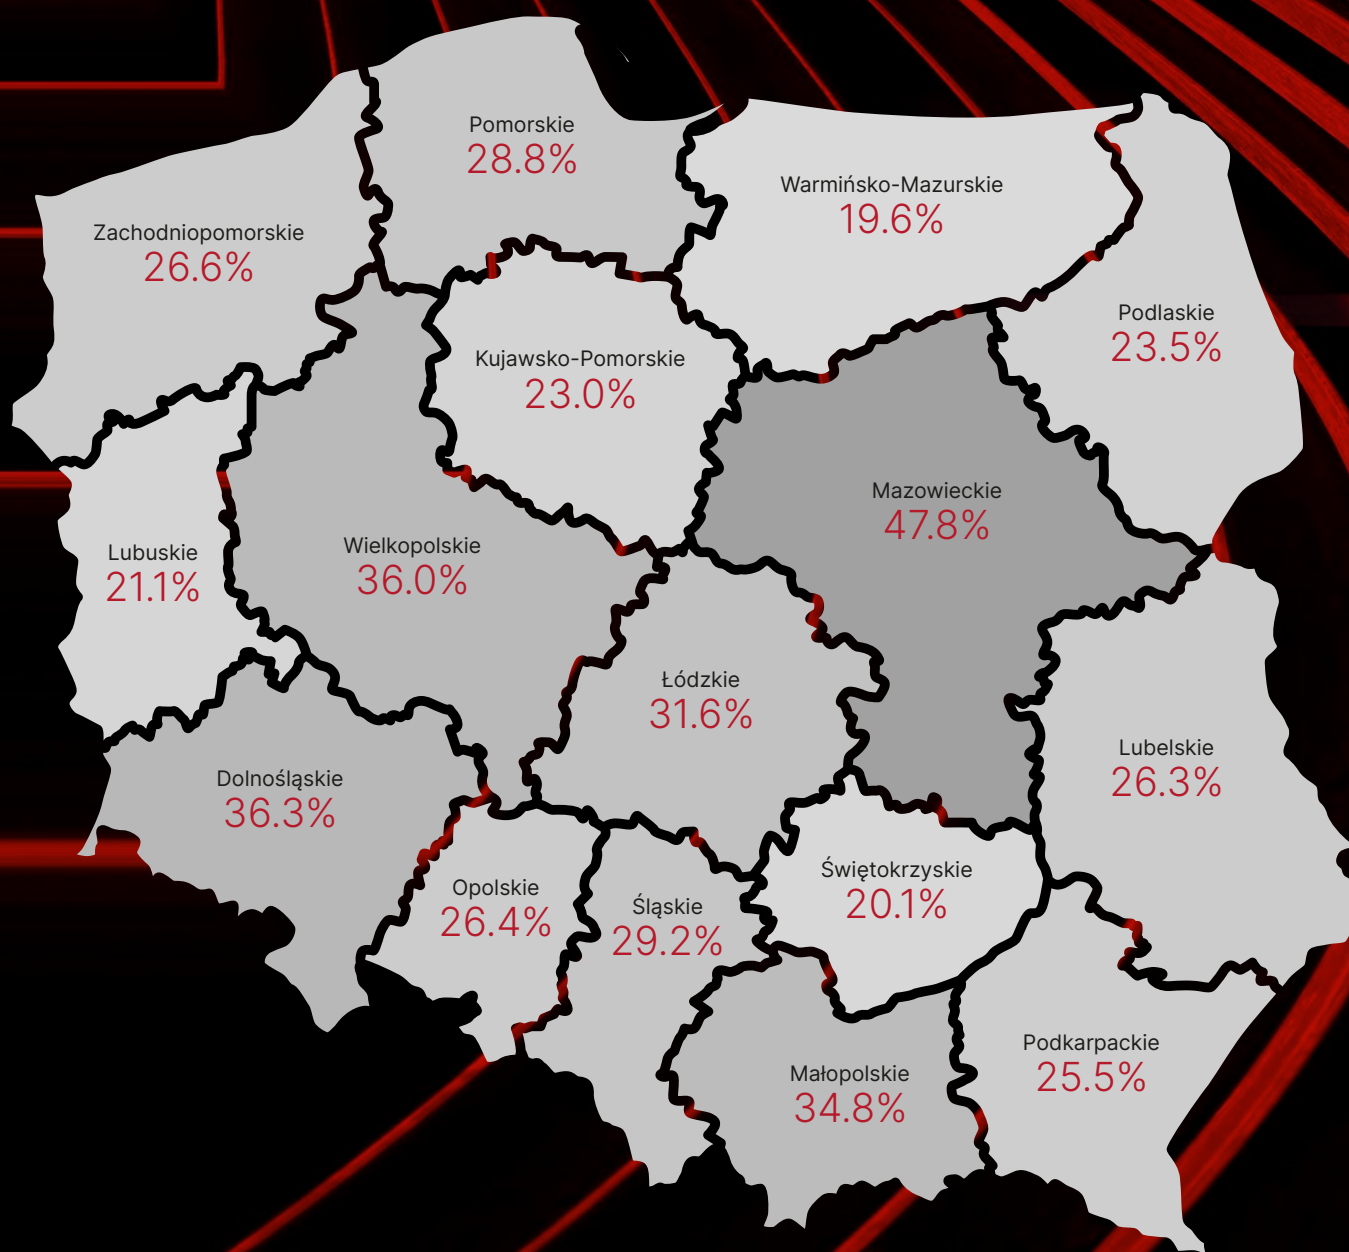 Pomorskie
28.8%
Warmińsko-Mazurskie
19.6%
Zachodniopomorskie
26.6%
Podlaskie
23.5%
Kujawsko-Pomorskie
23.0%
Mazowieckie
47.8%
Lubuskie
21.1%
Wielkopolskie
36.0%
Łódzkie
31.6%
Lubelskie
26.3%
Dolnośląskie
36.3%
Opolskie
26.4%
Śląskie
29.2%
Świętokrzyskie
20.1%
Małopolskie
34.8%
Podkarpackie
25.5%